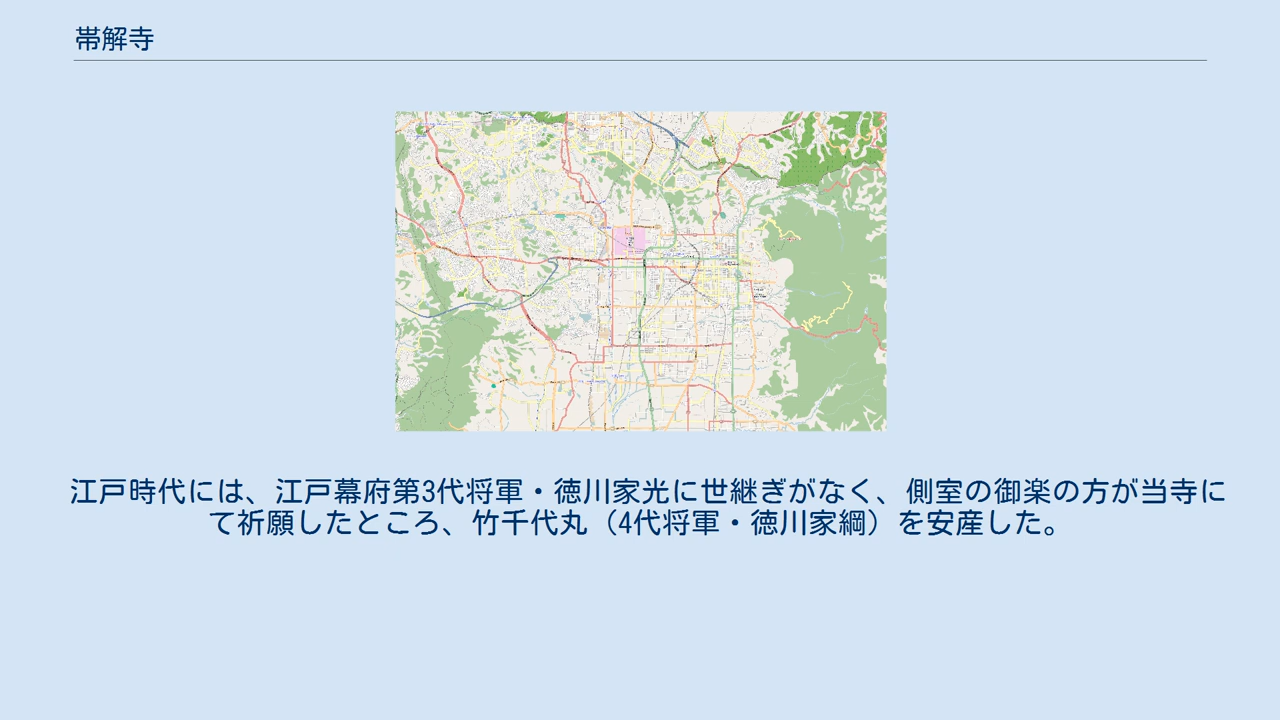 帯解寺
江戸時代には、江戸幕府第3代将軍・徳川家光に世継ぎがなく、側室の御楽の方が当寺に
て祈願したところ、竹千代丸（4代将軍・徳川家綱）を安産した。